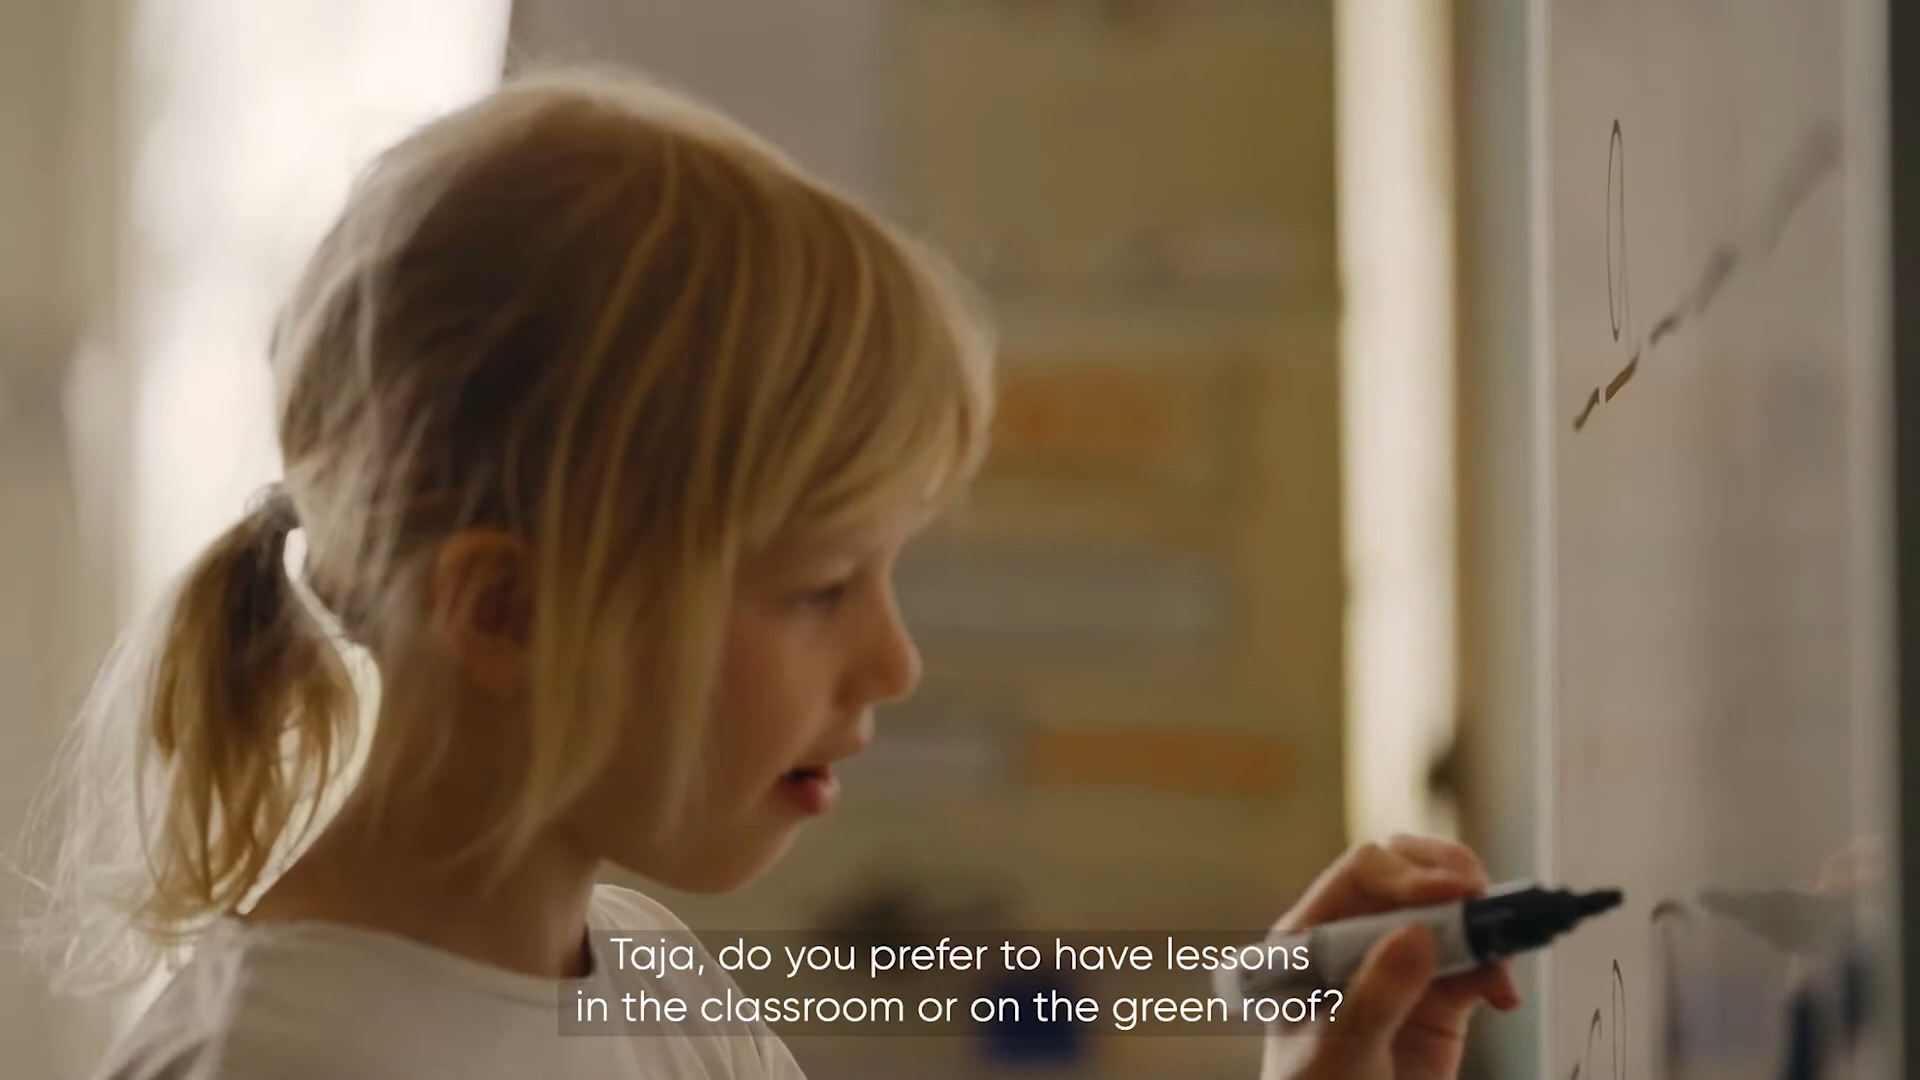 Taja, do you prefer to have lessons
in the classroom or on the green roof?